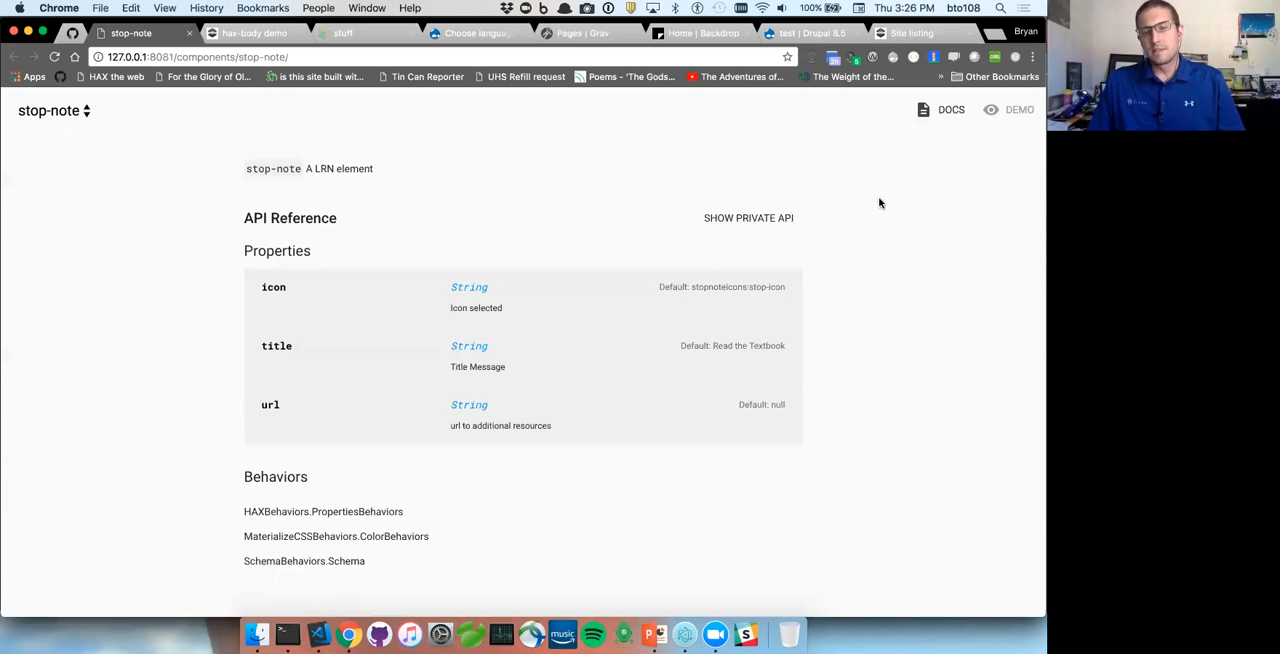 Chrome File Edit View History Bookmarks People Window Help 100% Thu 3:26 PM bto108
stop-note hax-body demo stuff Choose language Pages | Grav Home | Backdrop test | Drupal 8.5 Site listing Bryan
127.0.0.1:8081/components/stop-note/
Apps HAX the web For the Glory of Ol... is this site built wit... Tin Can Reporter UHS Refill request Poems - 'The Gods... The Adventures of... The Weight of the... » Other Bookmarks
stop-note DOCS DEMO
stop-note A LRN element
API Reference SHOW PRIVATE API
Properties
icon String Default: stopnoteicons:stop-icon
Icon selected
title String Default: Read the Textbook
Title Message
url String Default: null
url to additional resources
Behaviors
HAXBehaviors.PropertiesBehaviors
MaterializeCSSBehaviors.ColorBehaviors
SchemaBehaviors.Schema
music